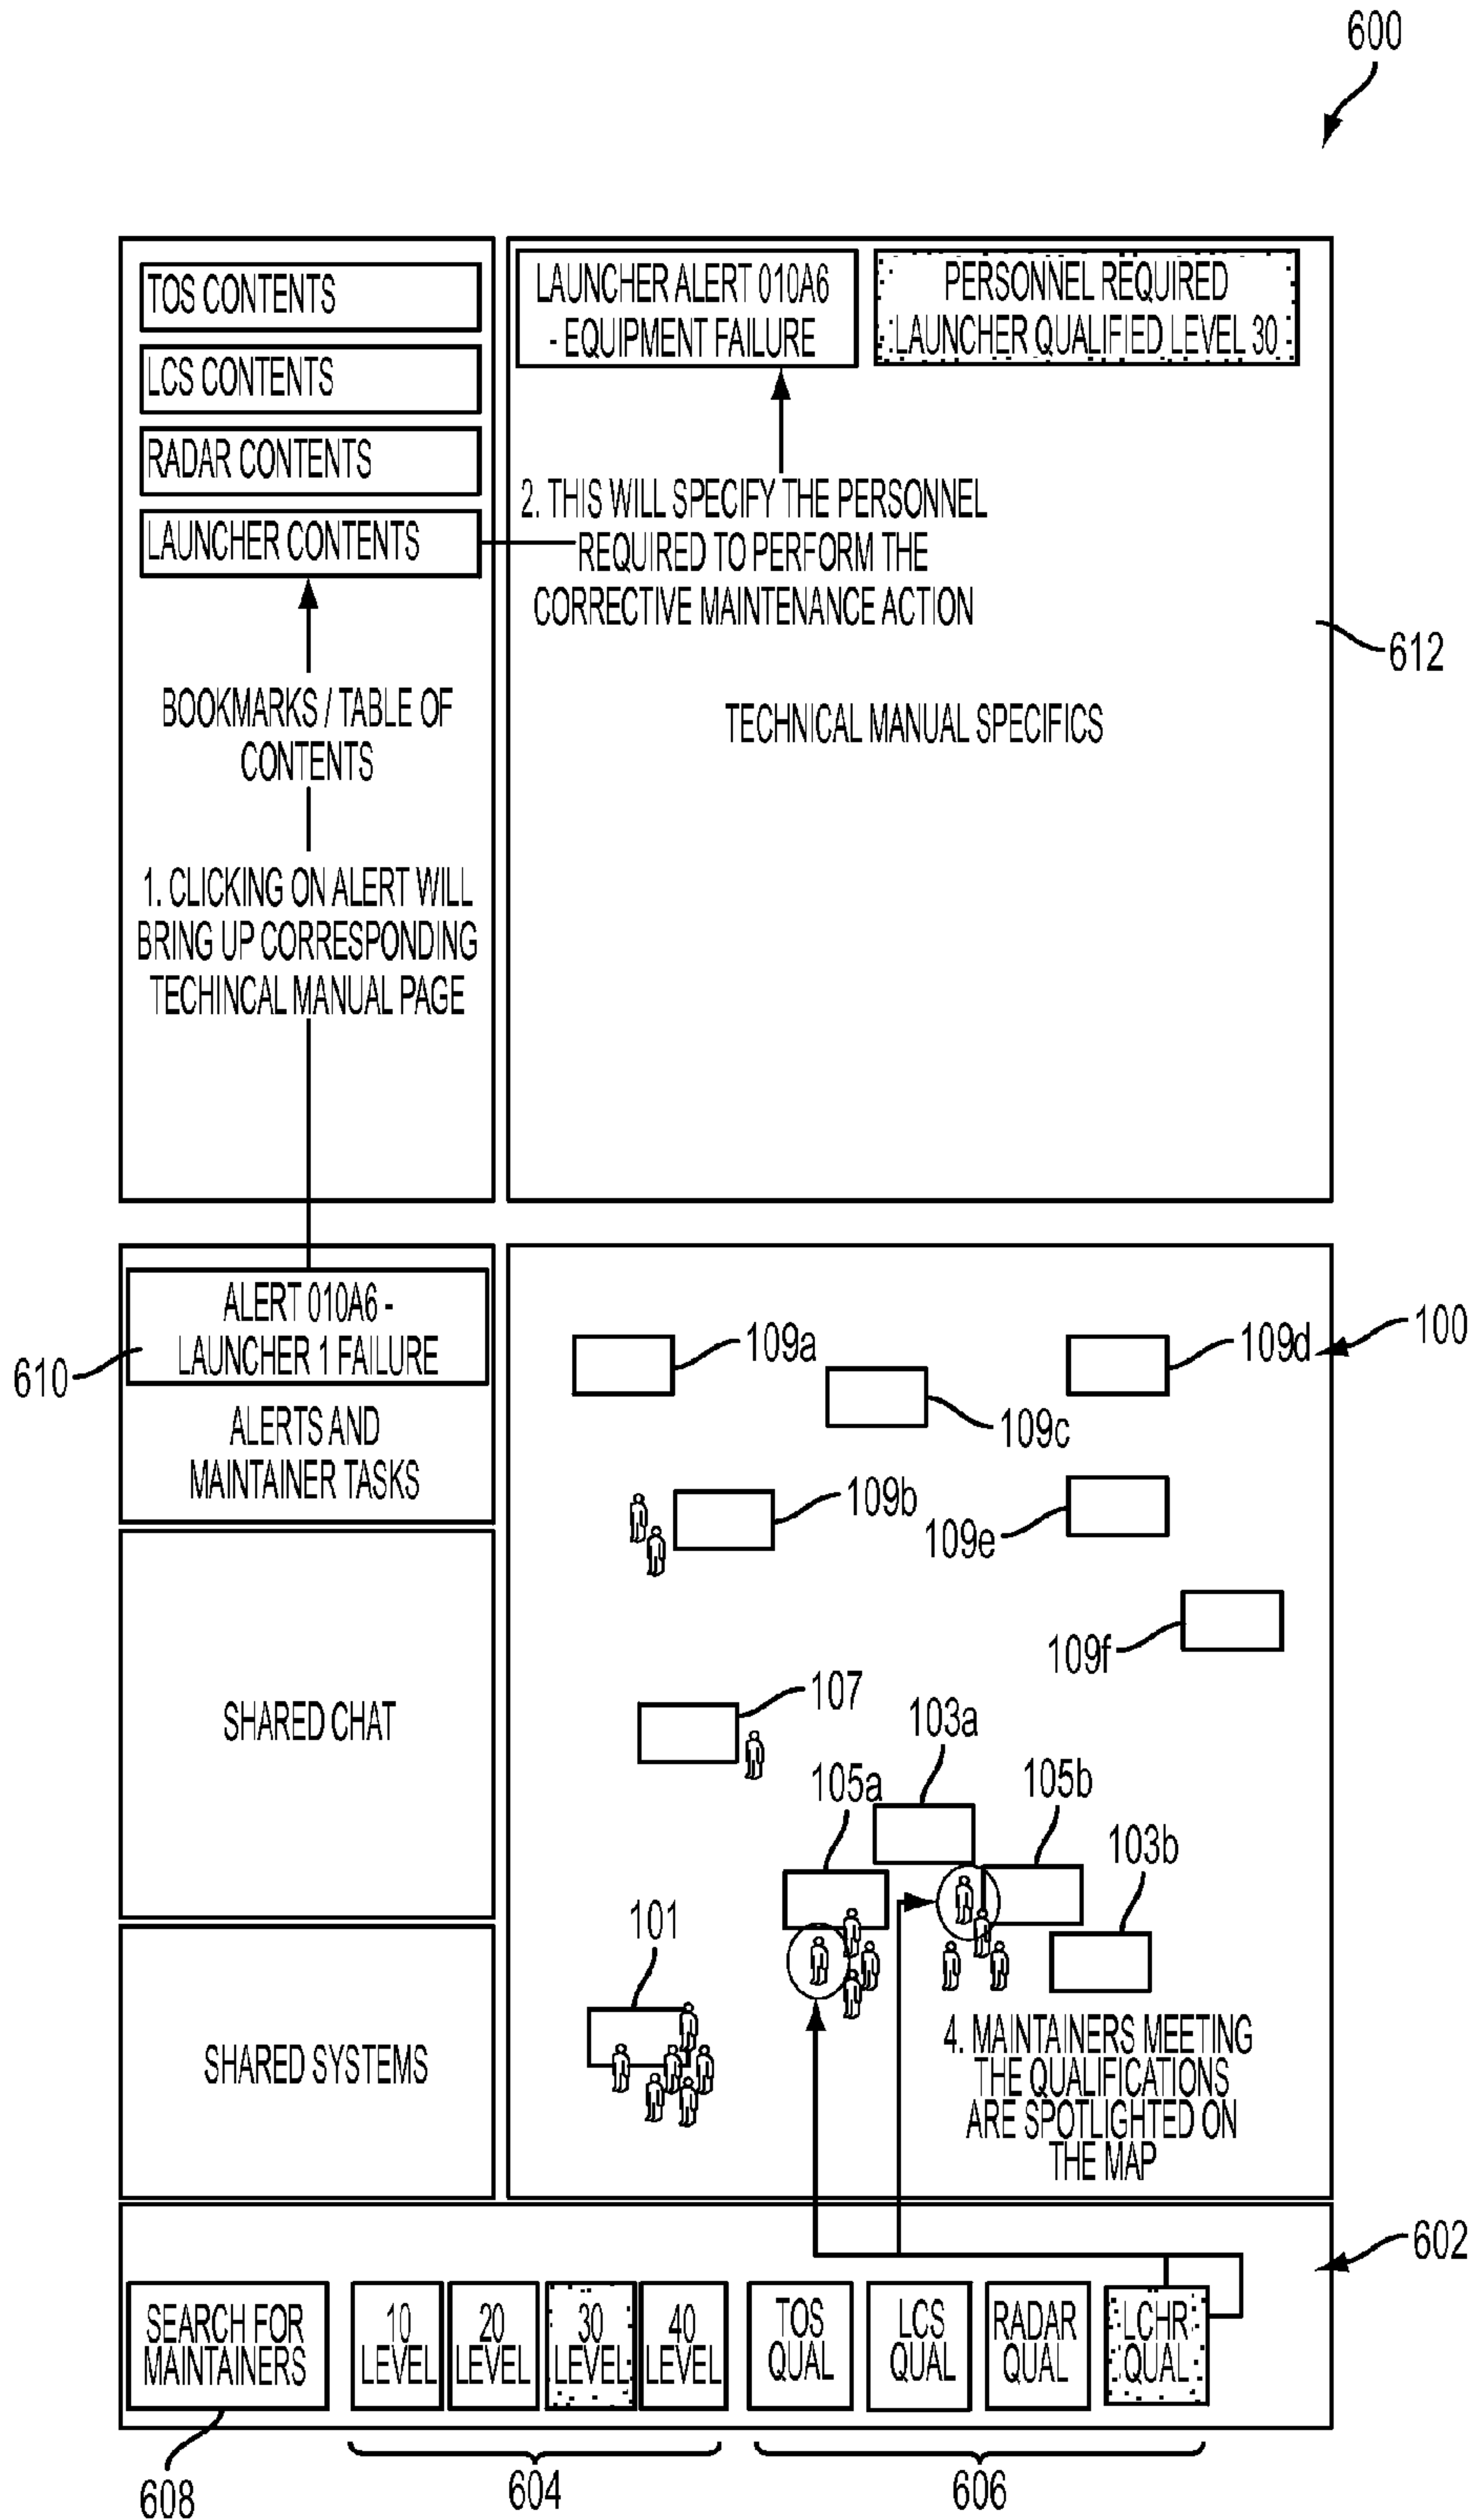 600
TOS CONTENTS
LCS CONTENTS
RADAR CONTENTS
LAUNCHER CONTENTS
BOOKMARKS / TABLE OF
CONTENTS
1. CLICKING ON ALERT WILL
BRING UP CORRESPONDING
TECHINCAL MANUAL PAGE
LAUNCHER ALERT 010A6
- EQUIPMENT FAILURE
PERSONNEL REQUIRED
LAUNCHER QUALIFIED LEVEL 30
2. THIS WILL SPECIFY THE PERSONNEL
REQUIRED TO PERFORM THE
CORRECTIVE MAINTENANCE ACTION
612
TECHNICAL MANUAL SPECIFICS
ALERT 010A6 -
LAUNCHER 1 FAILURE
610
ALERTS AND
MAINTAINER TASKS
SHARED CHAT
SHARED SYSTEMS
109a
109d
100
109c
109b
109e
109f
107
103a
105a
105b
103b
101
4. MAINTAINERS MEETING
THE QUALIFICATIONS
ARE SPOTLIGHTED ON
THE MAP
602
SEARCH FOR
MAINTAINERS
10
LEVEL
20
LEVEL
30
LEVEL
40
LEVEL
TOS
QUAL
LCS
QUAL
RADAR
QUAL
LCHR
QUAL
608
604
606